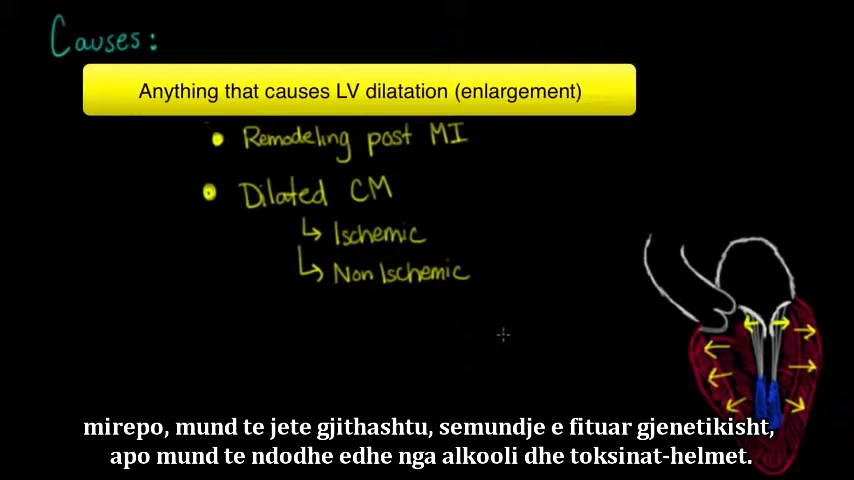 Causes:
Anything that causes LV dilatation (enlargement)
Remodeling post MI
Dilated CM
Ischemic
Non Ischemic
mirepo, mund te jete gjithashtu, semundje e fituar gjenetikisht,
apo mund te ndodhe edhe nga alkooli dhe toksinat-helmet.